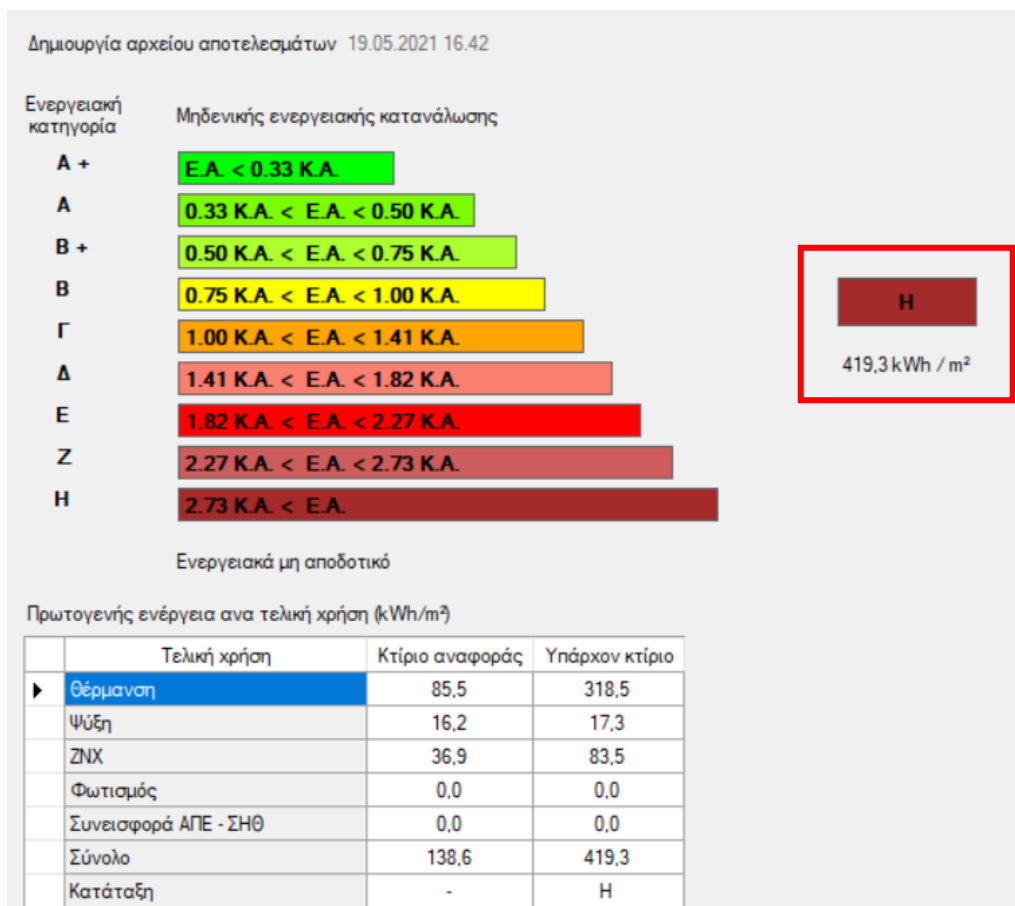 Δημιουργία αρχείου αποτελεσμάτων 19.05.2021 16.42
Ενεργειακή
κατηγορία
Μηδενικής ενεργειακής κατανάλωσης
Α +
Ε.Α. < 0.33 Κ.Α.
Α
0.33 Κ.Α. < Ε.Α. < 0.50 Κ.Α.
Β +
0.50 Κ.Α. < Ε.Α. < 0.75 Κ.Α.
Β
0.75 Κ.Α. < Ε.Α. < 1.00 Κ.Α.
Γ
1.00 Κ.Α. < Ε.Α. < 1.41 Κ.Α.
Δ
1.41 Κ.Α. < Ε.Α. < 1.82 Κ.Α.
Ε
1.82 Κ.Α. < Ε.Α. < 2.27 Κ.Α.
Ζ
2.27 Κ.Α. < Ε.Α. < 2.73 Κ.Α.
Η
2.73 Κ.Α. < Ε.Α.
Η
419,3 kWh / m²
Ενεργειακά μη αποδοτικό
Πρωτογενής ενέργεια ανα τελική χρήση (kWh/m²)
Τελική χρήση Κτίριο αναφοράς Υπάρχον κτίριο
Θέρμανση 85,5 318,5
Ψύξη 16,2 17,3
ΖΝΧ 36,9 83,5
Φωτισμός 0,0 0,0
Συνεισφορά ΑΠΕ - ΣΗΘ 0,0 0,0
Σύνολο 138,6 419,3
Κατάταξη - Η